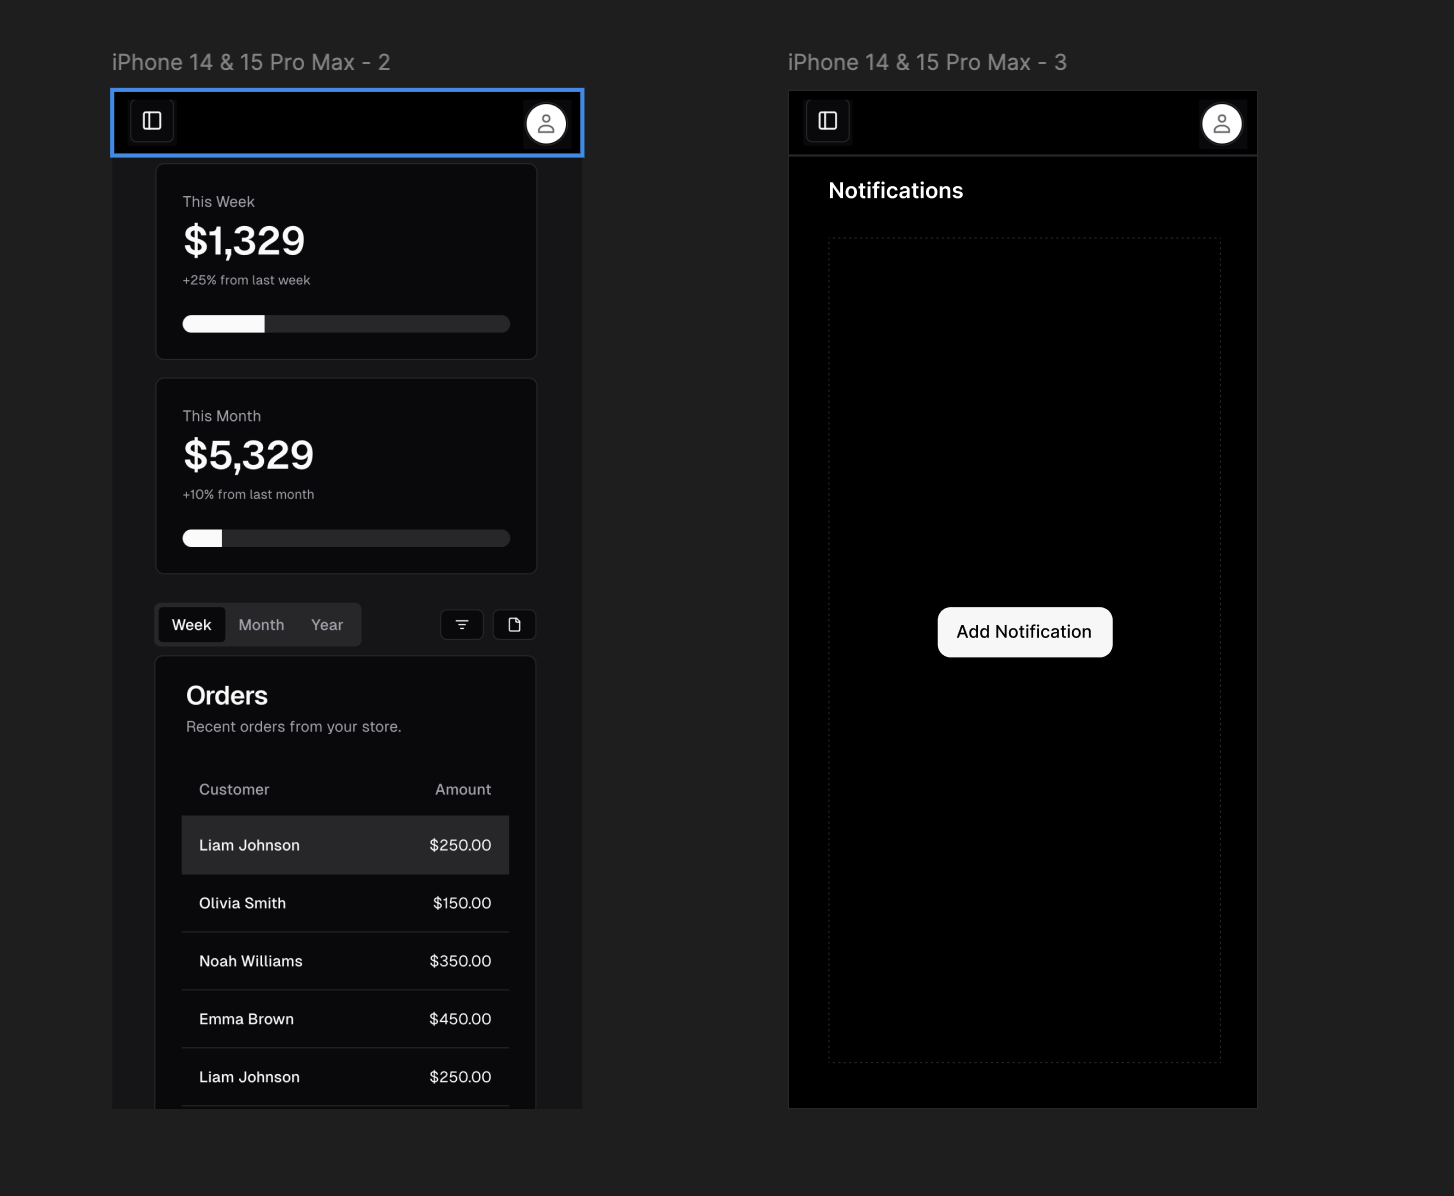 iPhone 14 & 15 Pro Max - 2
This Week
$1,329
+25% from last week
This Month
$5,329
+10% from last month
Week Month Year
Orders
Recent orders from your store.
Customer Amount
Liam Johnson $250.00
Olivia Smith $150.00
Noah Williams $350.00
Emma Brown $450.00
Liam Johnson $250.00
iPhone 14 & 15 Pro Max - 3
Notifications
Add Notification